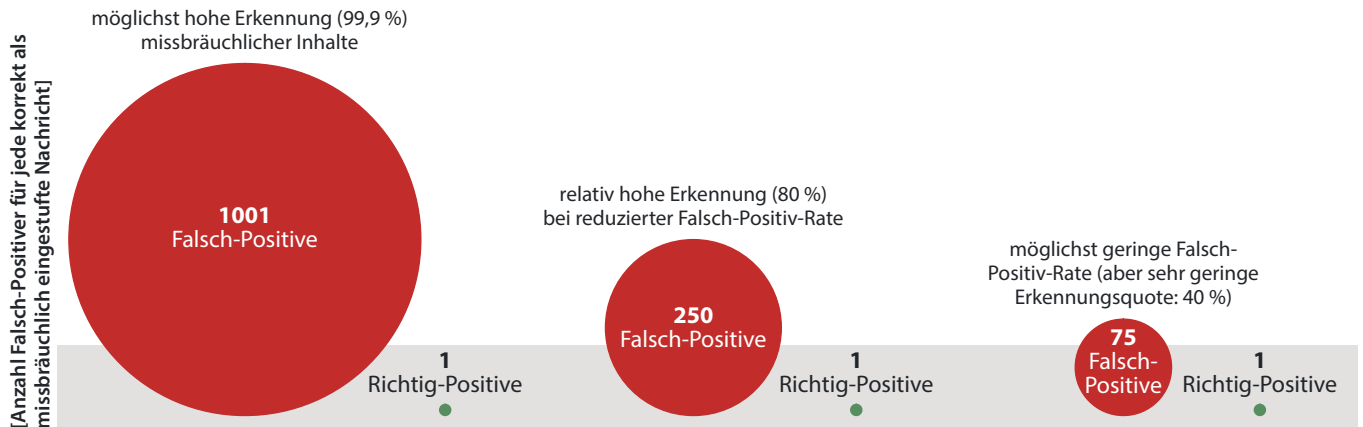 [Anzahl Falsch-Positiver für jede korrekt als
missbräuchlich eingestufte Nachricht]
möglichst hohe Erkennung (99,9 %)
missbräuchlicher Inhalte
1001
Falsch-Positive
1
Richtig-Positive
relativ hohe Erkennung (80 %)
bei reduzierter Falsch-Positiv-Rate
250
Falsch-Positive
1
Richtig-Positive
möglichst geringe Falsch-
Positiv-Rate (aber sehr geringe
Erkennungsquote: 40 %)
75
Falsch-
Positive
1
Richtig-Positive